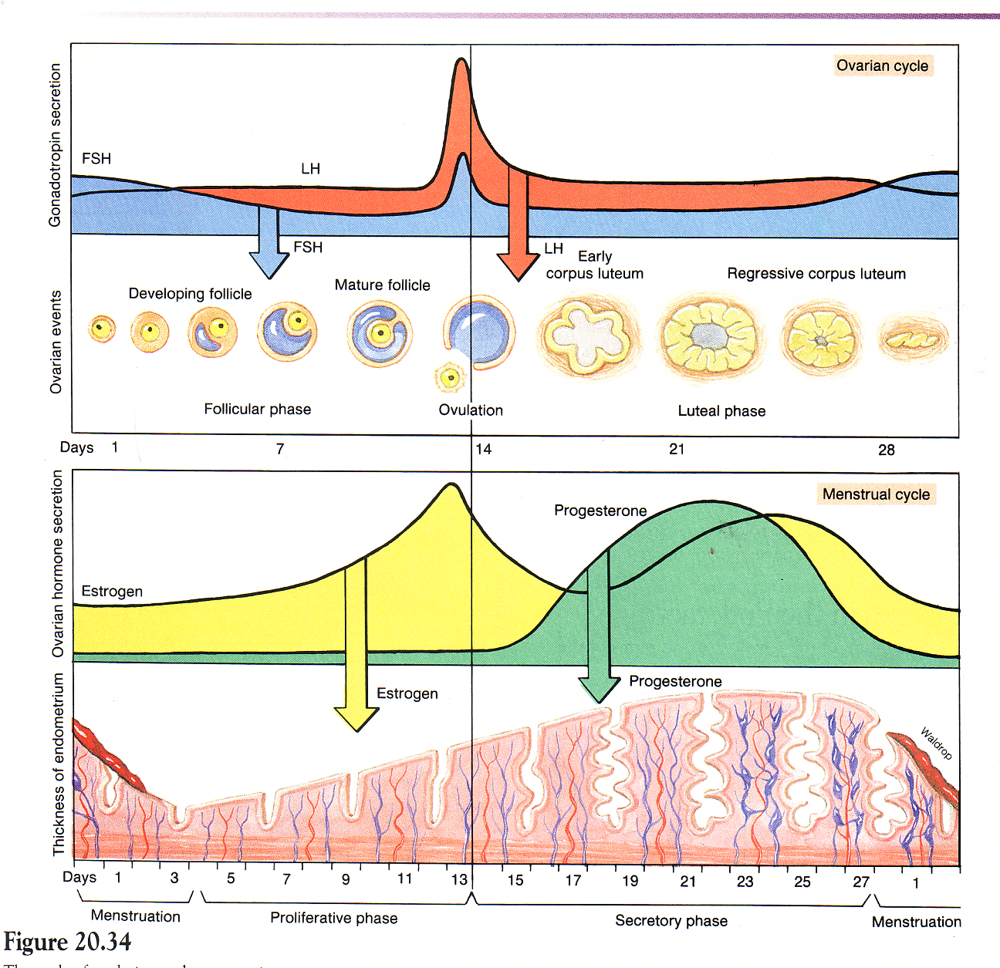 Ovarian cycle
Gonadotropin secretion
FSH
LH
FSH
LH
Early
corpus luteum
Regressive corpus luteum
Mature follicle
Developing follicle
Ovarian events
Follicular phase
Ovulation
Luteal phase
Days 1 7 14 21 28
Menstrual cycle
Ovarian hormone secretion
Progesterone
Estrogen
Progesterone
Estrogen
Thickness of endometrium
Waldrop
Days 1 3 5 7 9 11 13 15 17 19 21 23 25 27 1
Menstruation
Proliferative phase
Secretory phase
Menstruation
Figure 20.34